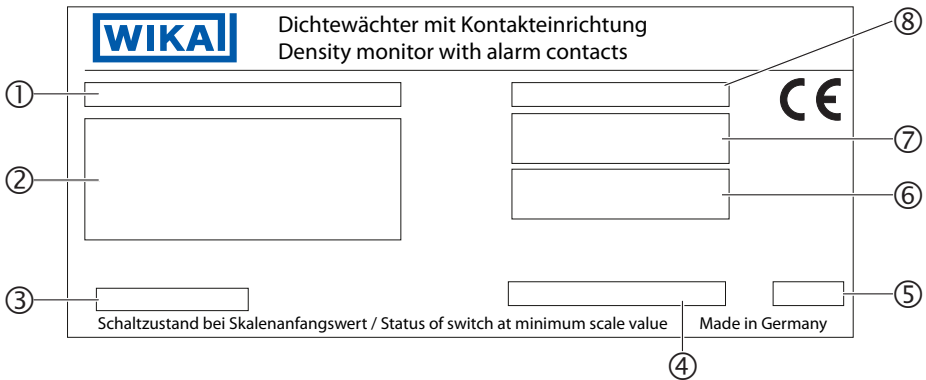 WIKAI
Dichtewächter mit Kontakteinrichtung
Density monitor with alarm contacts
⑧
CE
①
⑦
②
⑥
③
⑤
Schaltzustand bei Skalenanfangswert / Status of switch at minimum scale value
Made in Germany
④